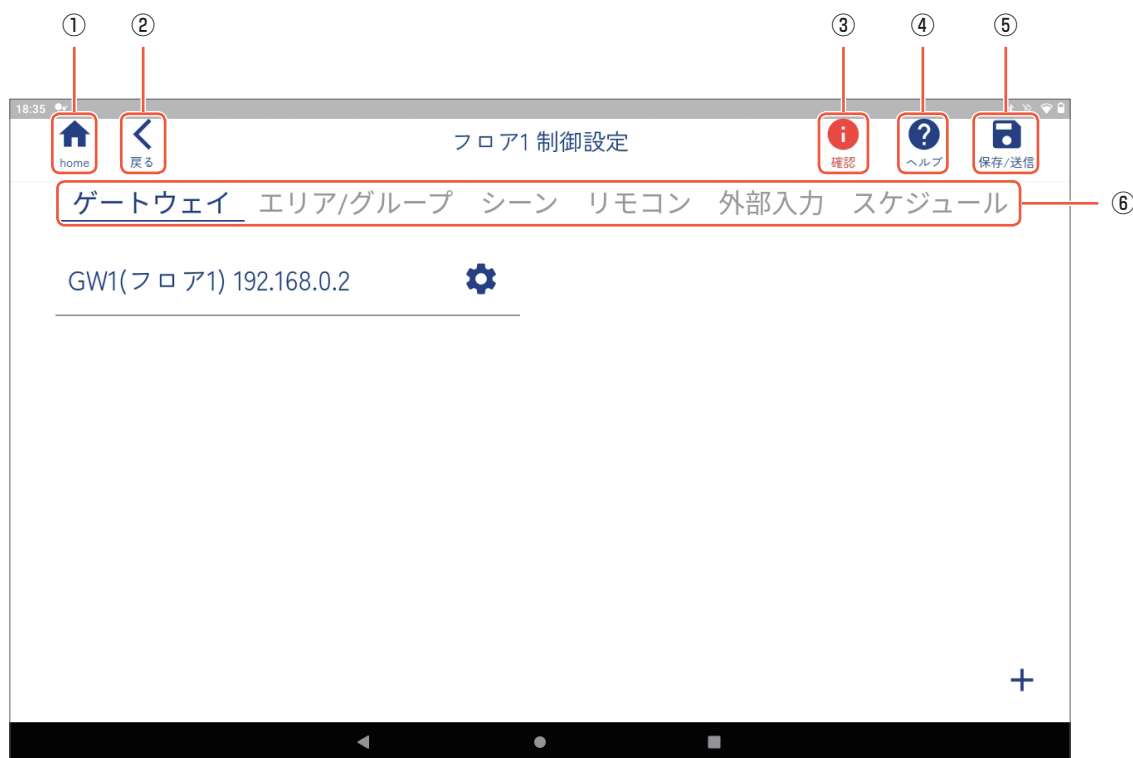 ① ② ③ ④ ⑤
18:35
home 戻る フロア1 制御設定 確認 ヘルプ 保存/送信
ゲートウェイ エリア/グループ シーン リモコン 外部入力 スケジュール ⑥
GW1(フロア1) 192.168.0.2